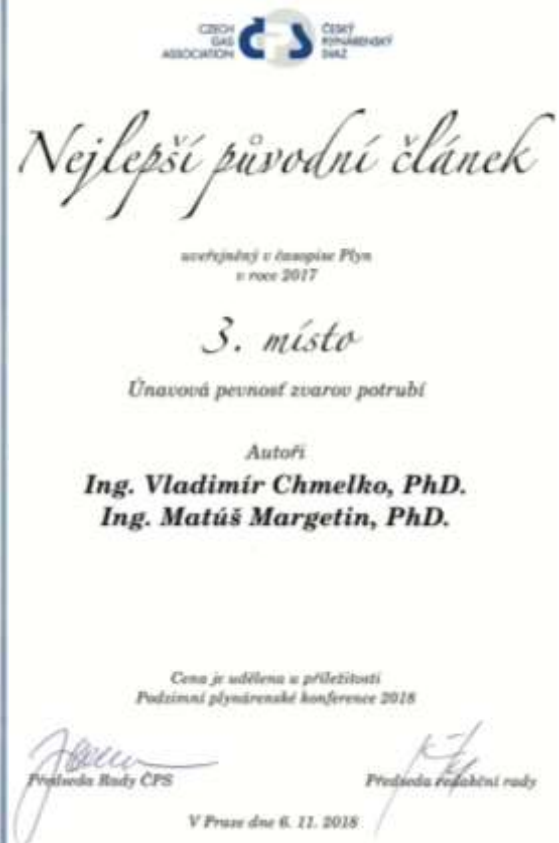 CZECH
GAS
ASSOCIATION
ČPS
ČESKÝ
PLYNÁRENSKÝ
SVAZ
Nejlepší původní článek
uveřejněný v časopise Plyn
v roce 2017
3. místo
Únavová pevnosť zvarov potrubí
Autoři
Ing. Vladimír Chmelko, PhD.
Ing. Matúš Margetin, PhD.
Cena je udělena u příležitosti
Podzimní plynárenské konference 2018
Předseda Rady ČPS
Předseda redakční rady
V Praze dne 6. 11. 2018